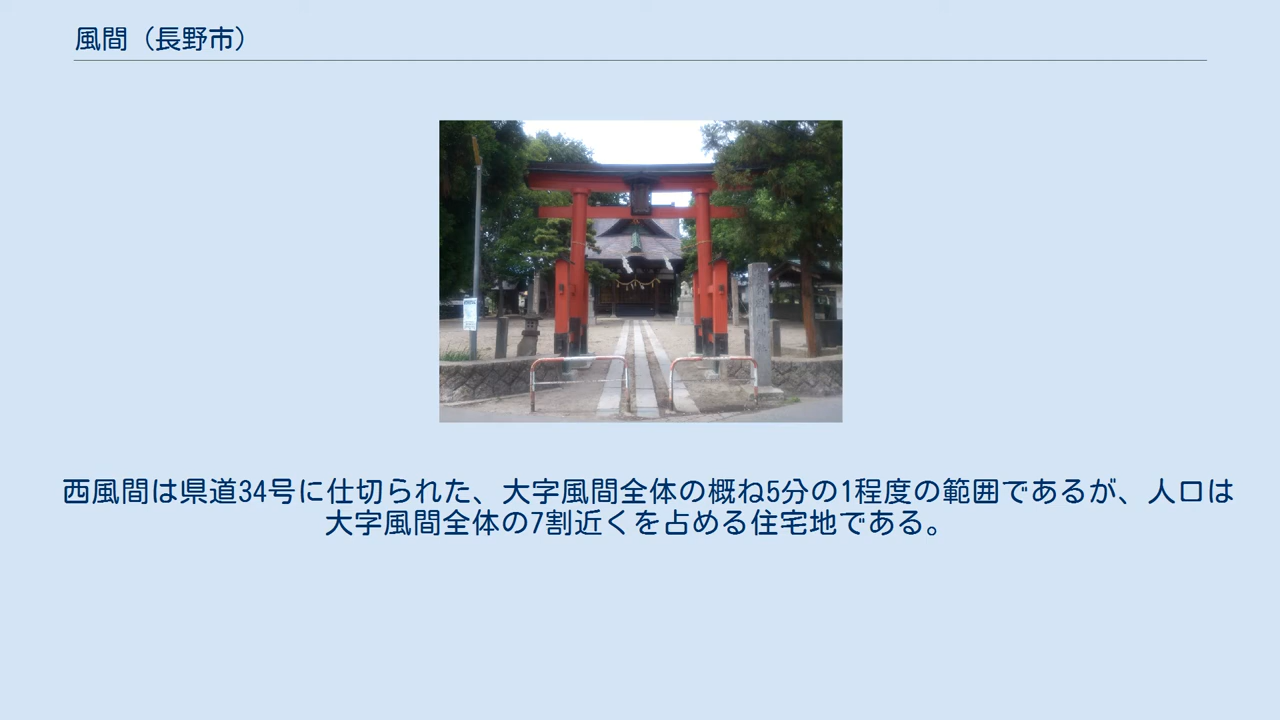 風間（長野市）
西風間は県道34号に仕切られた、大字風間全体の概ね5分の1程度の範囲であるが、人口は
大字風間全体の7割近くを占める住宅地である。